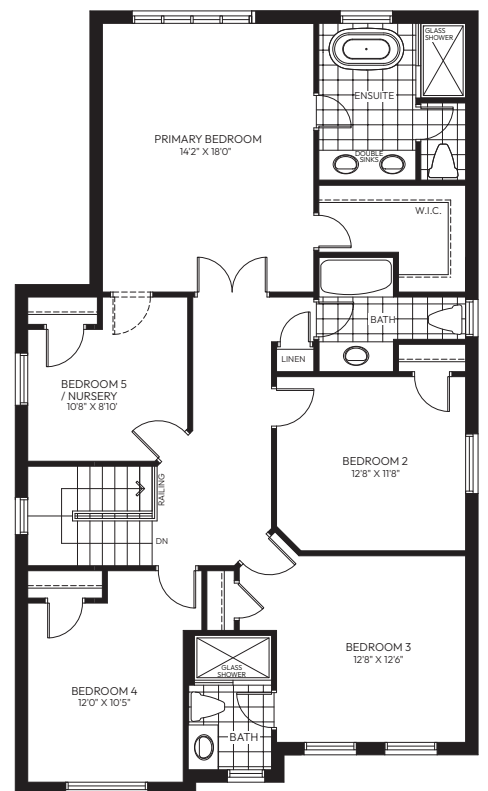 GLASS
SHOWER
ENSUITE
PRIMARY BEDROOM
14'2" X 18'0"
DOUBLE
SINKS
W.I.C.
BATH
LINEN
BEDROOM 5
/ NURSERY
10'8" X 8'10'
BEDROOM 2
12'8" X 11'8"
RAILING
DN
BEDROOM 3
12'8" X 12'6"
GLASS
SHOWER
BEDROOM 4
12'0" X 10'5"
BATH